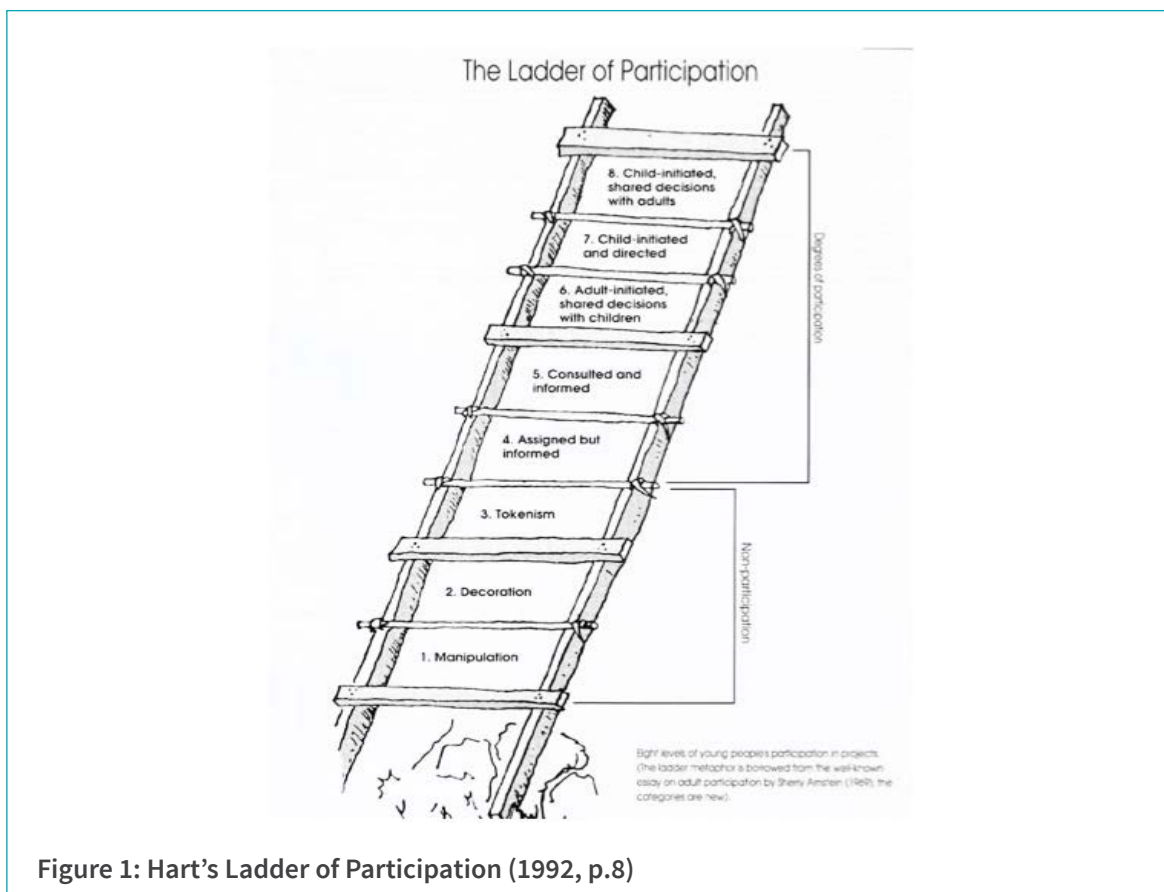 The Ladder of Participation
8. Child-initiated,
shared decisions
with adults
7. Child-initiated
and directed
6. Adult-initiated,
shared decisions
with children
5. Consulted and
informed
4. Assigned but
informed
3. Tokenism
2. Decoration
1. Manipulation
Degrees of participation
Non-participation
Eight levels of young people's participation in projects.
(The ladder metaphor is borrowed from the well-known
essay on adult participation by Sherry Arnstein (1969); the
categories are new).
Figure 1: Hart’s Ladder of Participation (1992, p.8)